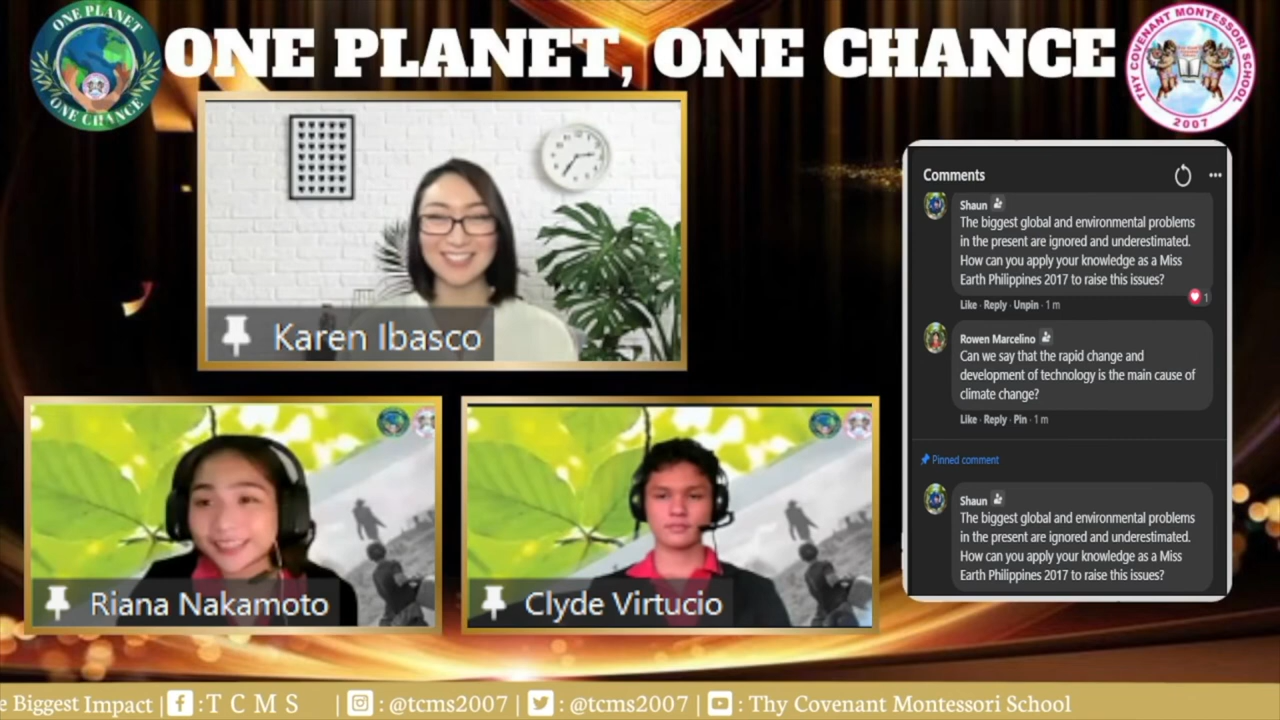 ONE PLANET
ONE CHANCE
ONE PLANET, ONE CHANCE
THY COVENANT MONTESSORI SCHOOL
2007
Karen Ibasco
Riana Nakamoto
Clyde Virtucio
Comments
Shaun
The biggest global and environmental problems
in the present are ignored and underestimated.
How can you apply your knowledge as a Miss
Earth Philippines 2017 to raise this issues?
Like · Reply · Unpin · 1 m
1
Rowen Marcelino
Can we say that the rapid change and
development of technology is the main cause of
climate change?
Like · Reply · Pin · 1 m
Pinned comment
Shaun
The biggest global and environmental problems
in the present are ignored and underestimated.
How can you apply your knowledge as a Miss
Earth Philippines 2017 to raise this issues?
e Biggest Impact | : T C M S | : @tcms2007 | : @tcms2007 | : Thy Covenant Montessori School